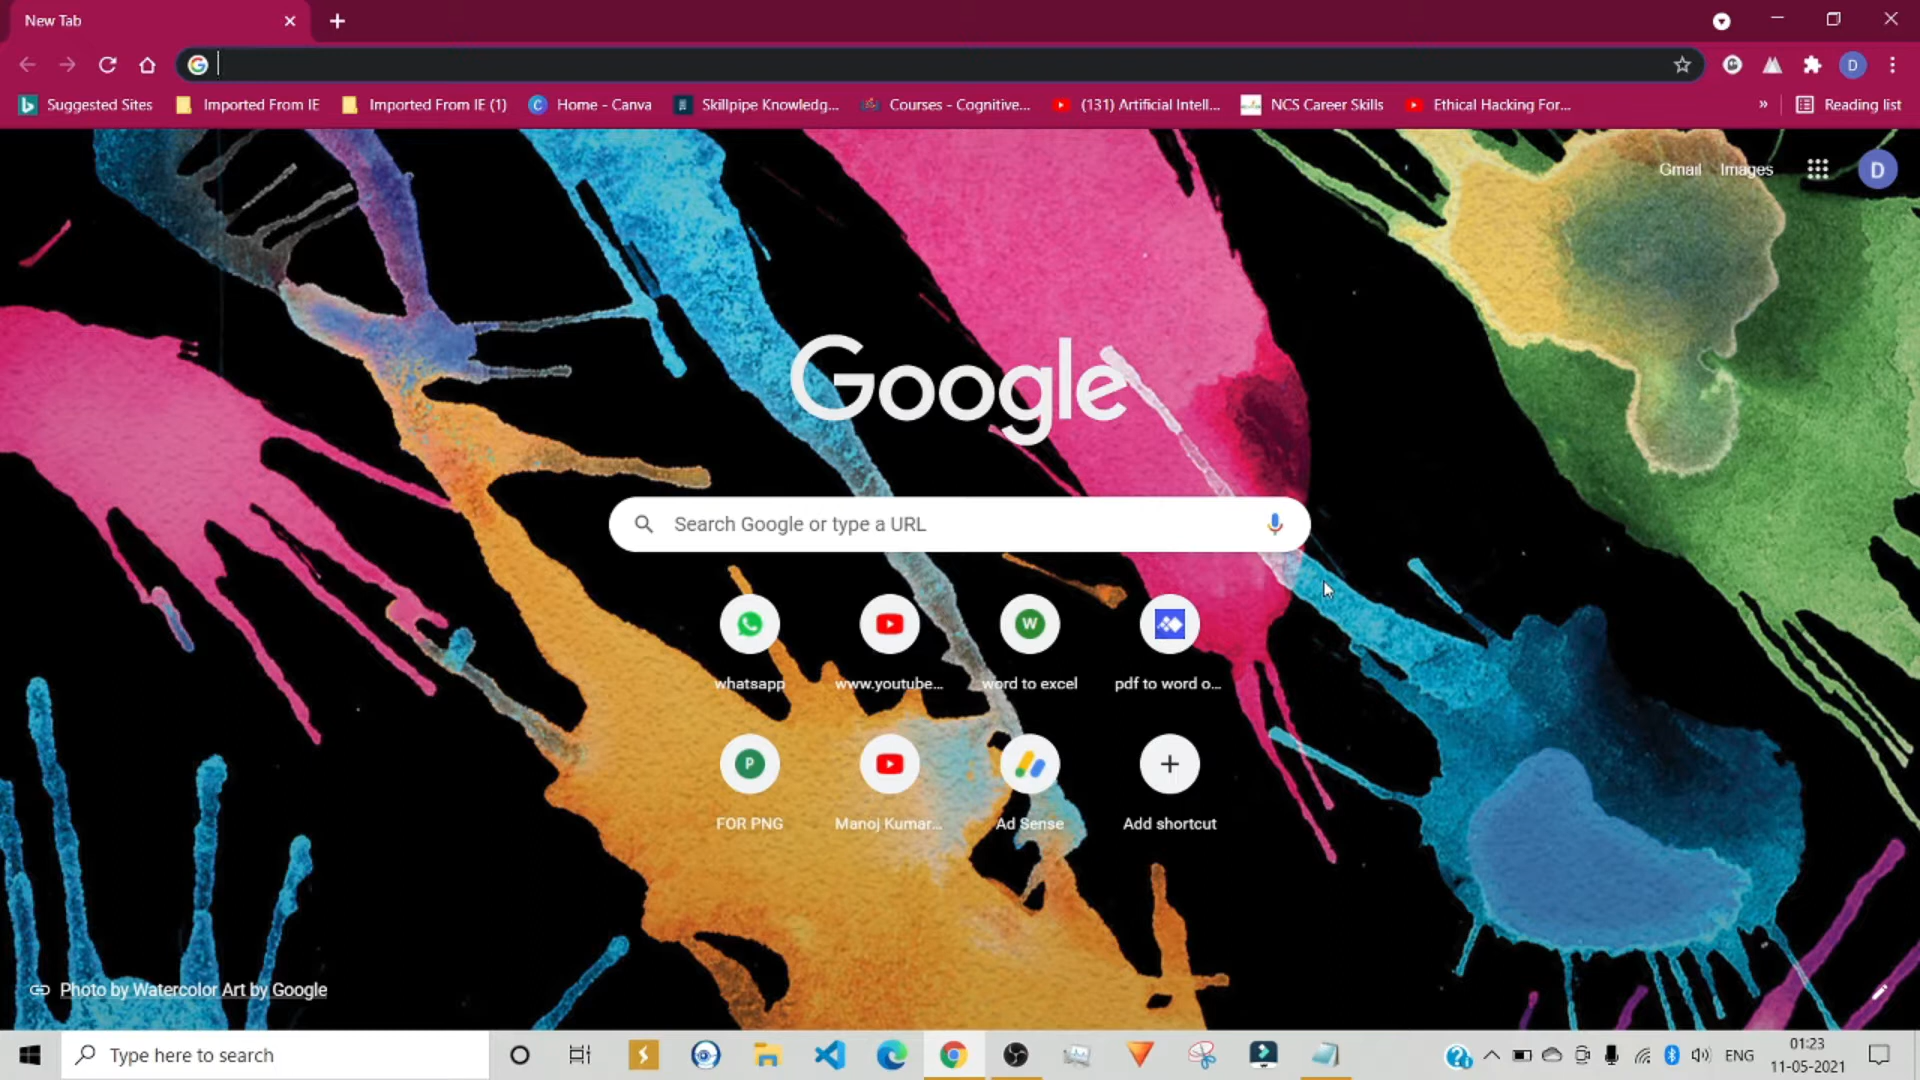 New Tab
Suggested Sites Imported From IE Imported From IE (1) Home - Canva Skillpipe Knowledg... Courses - Cognitive... (131) Artificial Intell... NCS Career Skills Ethical Hacking For... » Reading list
Gmail Images D
Google
Search Google or type a URL
whatsapp www.youtube... word to excel pdf to word o...
FOR PNG Manoj Kumar... Ad Sense Add shortcut
Photo by Watercolor Art by Google
Type here to search ENG 01:23
11-05-2021